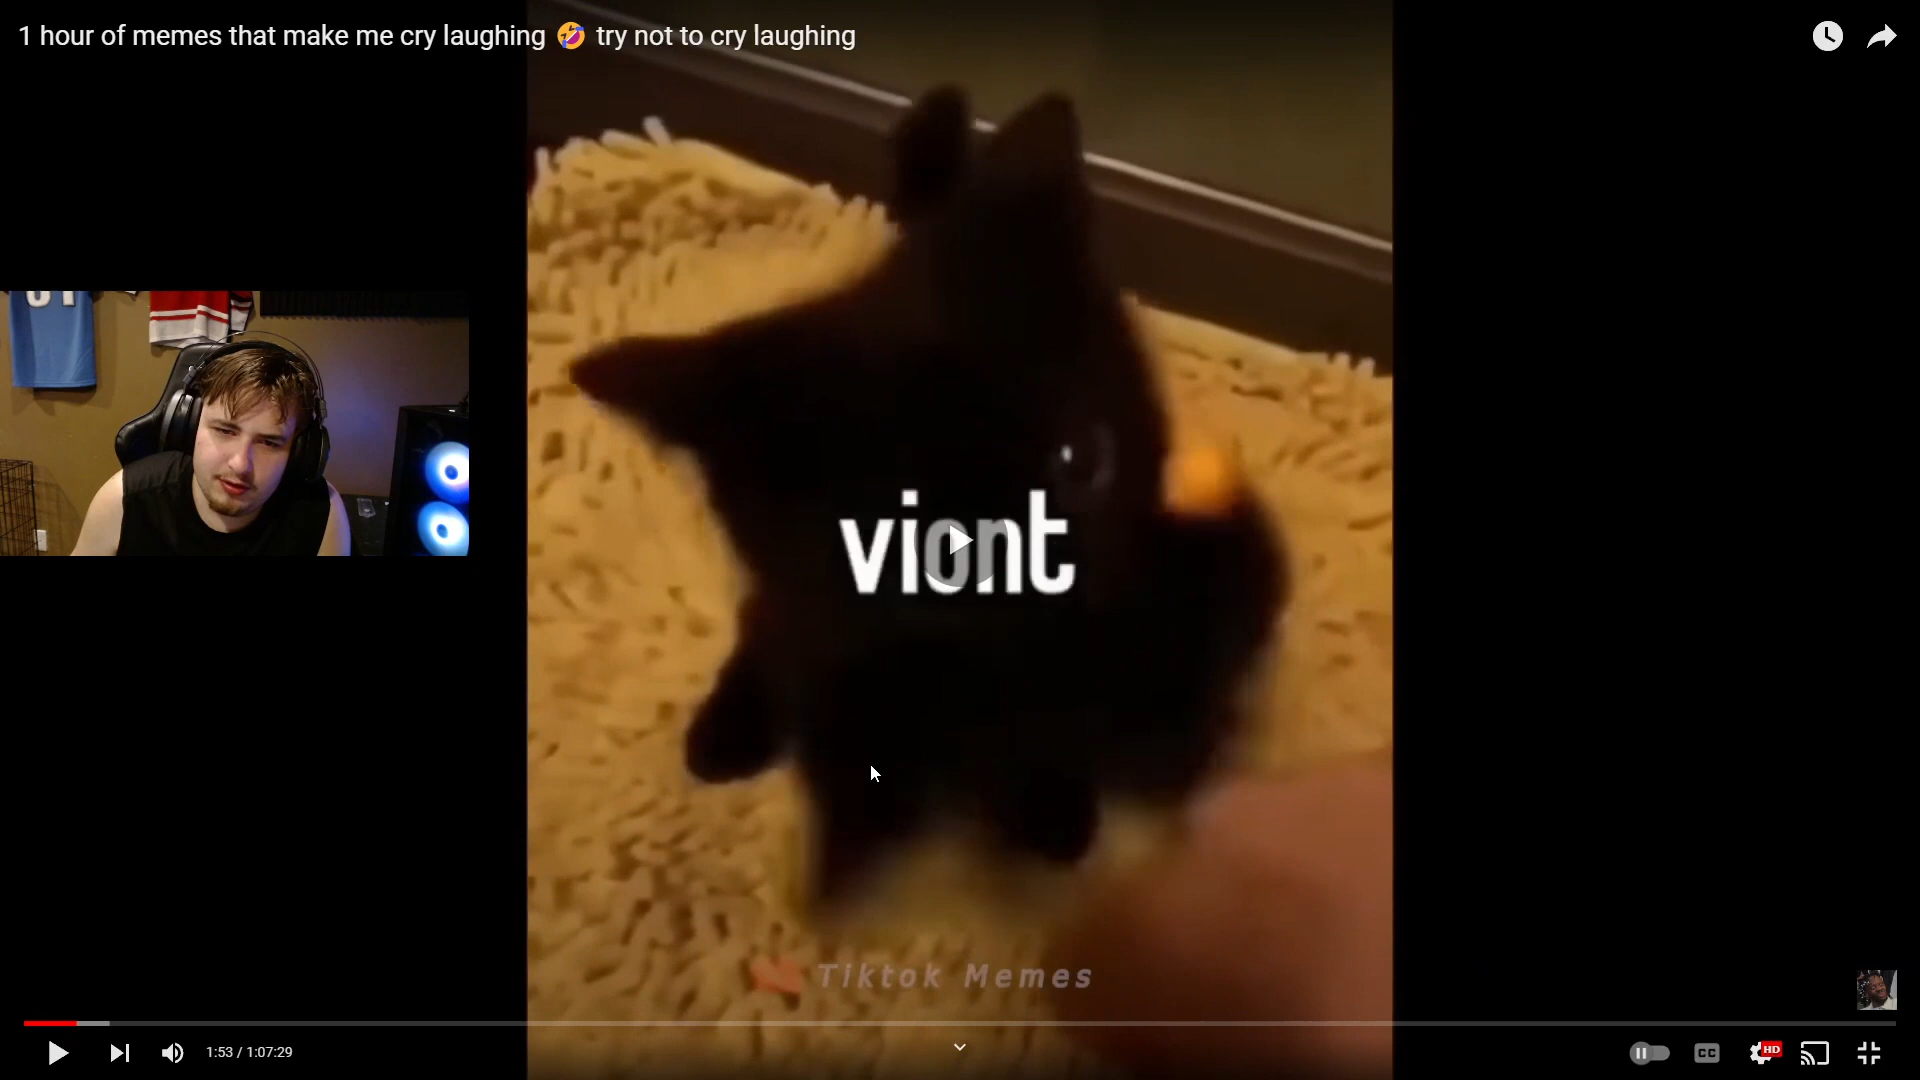 1 hour of memes that make me cry laughing 🤣 try not to cry laughing
viont
Tiktok Memes
1:53 / 1:07:29
CC
HD